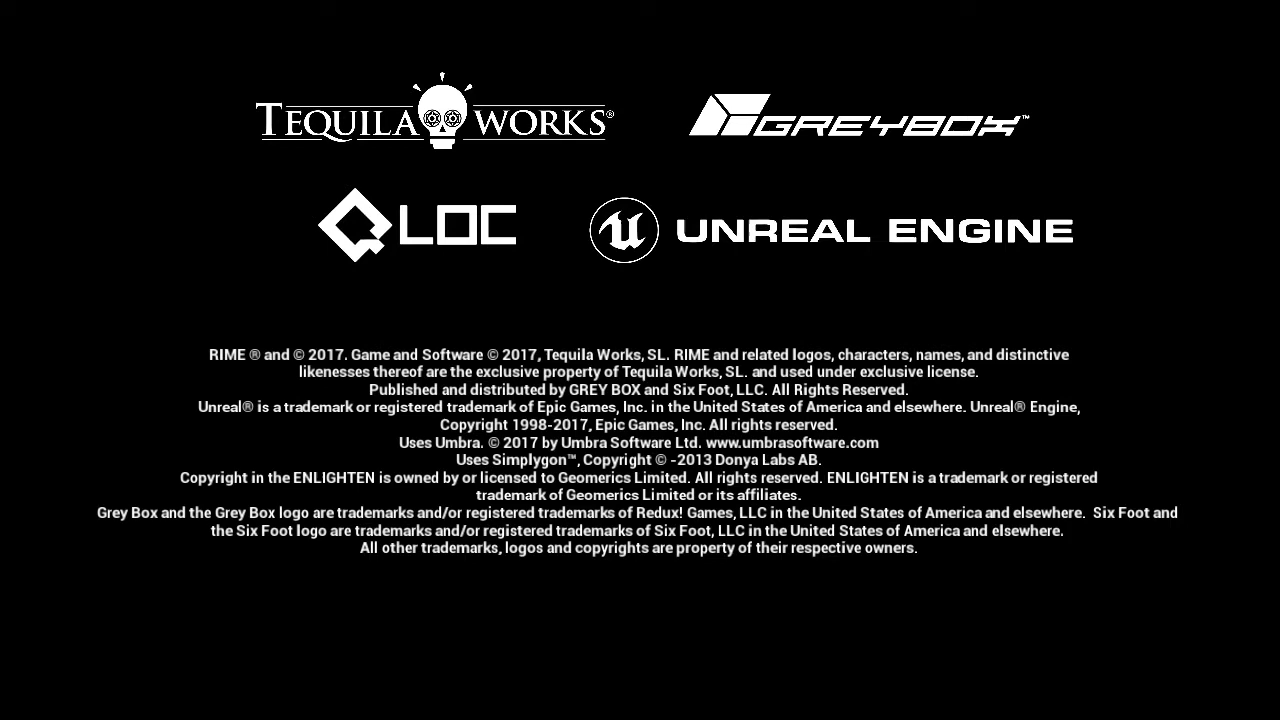 TEQUILA WORKS®
GREYBOX™
QLOC
UNREAL ENGINE
RIME ® and © 2017. Game and Software © 2017, Tequila Works, SL. RIME and related logos, characters, names, and distinctive
likenesses thereof are the exclusive property of Tequila Works, SL. and used under exclusive license.
Published and distributed by GREY BOX and Six Foot, LLC. All Rights Reserved.
Unreal® is a trademark or registered trademark of Epic Games, Inc. in the United States of America and elsewhere. Unreal® Engine,
Copyright 1998-2017, Epic Games, Inc. All rights reserved.
Uses Umbra. © 2017 by Umbra Software Ltd. www.umbrasoftware.com
Uses Simplygon™, Copyright © -2013 Donya Labs AB.
Copyright in the ENLIGHTEN is owned by or licensed to Geomerics Limited. All rights reserved. ENLIGHTEN is a trademark or registered
trademark of Geomerics Limited or its affiliates.
Grey Box and the Grey Box logo are trademarks and/or registered trademarks of Redux! Games, LLC in the United States of America and elsewhere. Six Foot and
the Six Foot logo are trademarks and/or registered trademarks of Six Foot, LLC in the United States of America and elsewhere.
All other trademarks, logos and copyrights are property of their respective owners.